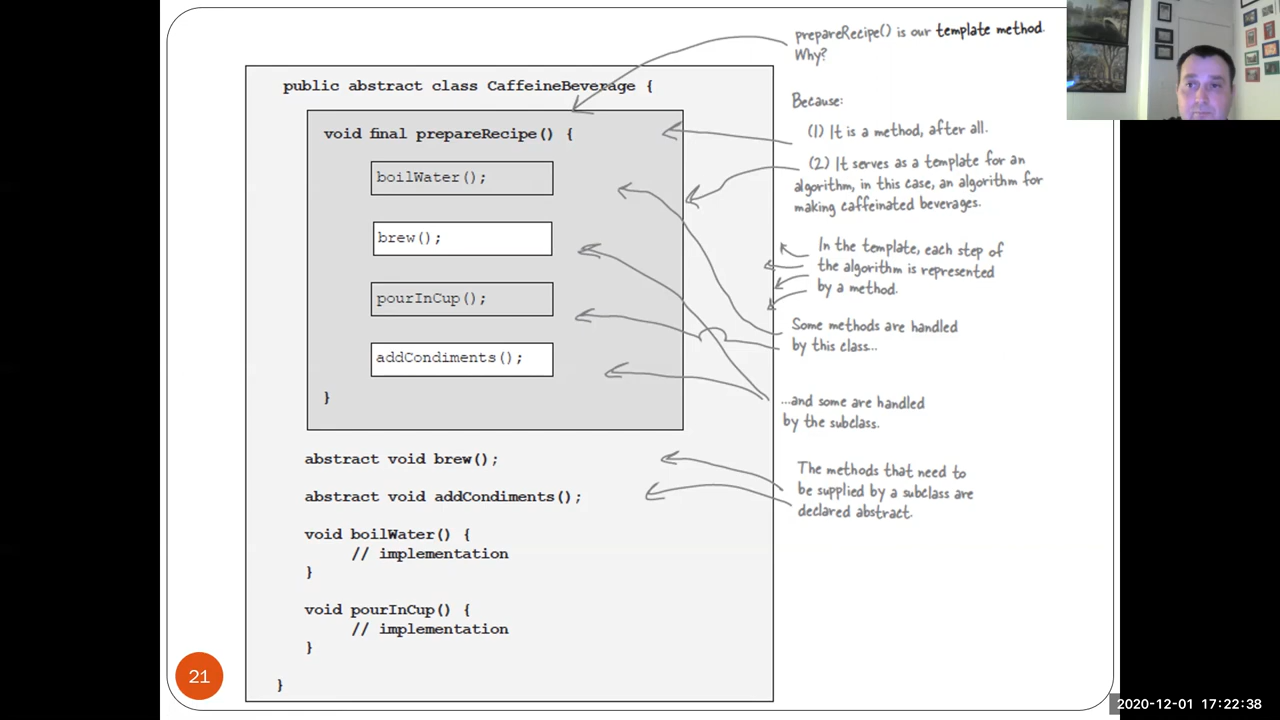 public abstract class CaffeineBeverage {
void final prepareRecipe() {
boilWater();
brew();
pourInCup();
addCondiments();
}
abstract void brew();
abstract void addCondiments();
void boilWater() {
// implementation
}
void pourInCup() {
// implementation
}
}
prepareRecipe() is our template method.
Why?
Because:
(1) It is a method, after all.
(2) It serves as a template for an
algorithm, in this case, an algorithm for
making caffeinated beverages.
In the template, each step of
the algorithm is represented
by a method.
Some methods are handled
by this class...
...and some are handled
by the subclass.
The methods that need to
be supplied by a subclass are
declared abstract.
21
2020-12-01 17:22:38